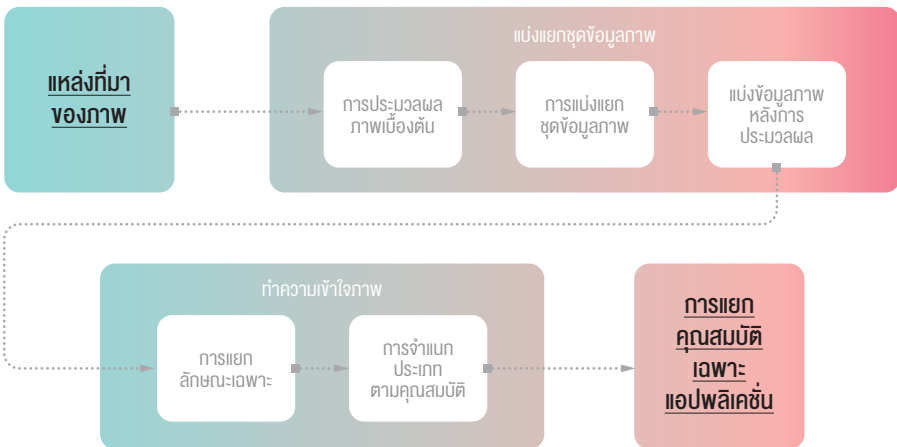 แหล่งที่มา
ของภาพ
แบ่งแยกชุดข้อมูลภาพ
การประมวลผล
ภาพเบื้องต้น
การแบ่งแยก
ชุดข้อมูลภาพ
แบ่งข้อมูลภาพ
หลังการ
ประมวลผล
ทำความเข้าใจภาพ
การแยก
ลักษณะเฉพาะ
การจำแนก
ประเภท
ตามคุณสมบัติ
การแยก
คุณสมบัติ
เฉพาะ
แอปพลิเคชั่น